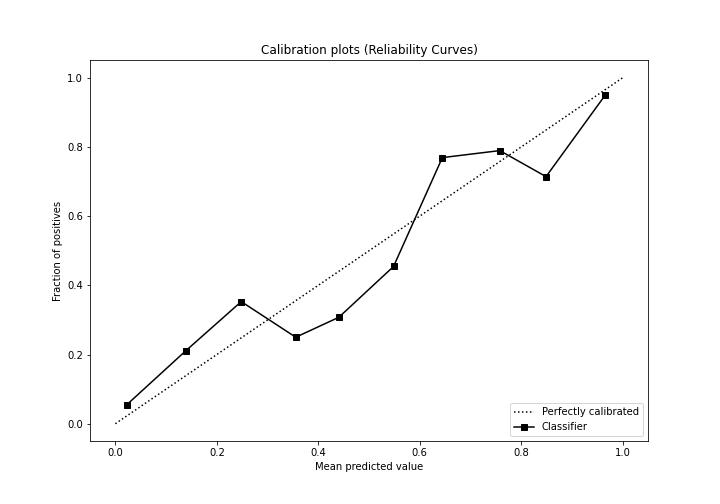 Calibration plots (Reliability Curves)
Fraction of positives
1.0
0.8
0.6
0.4
0.2
0.0
0.0 0.2 0.4 0.6 0.8 1.0
Mean predicted value
Perfectly calibrated
Classifier